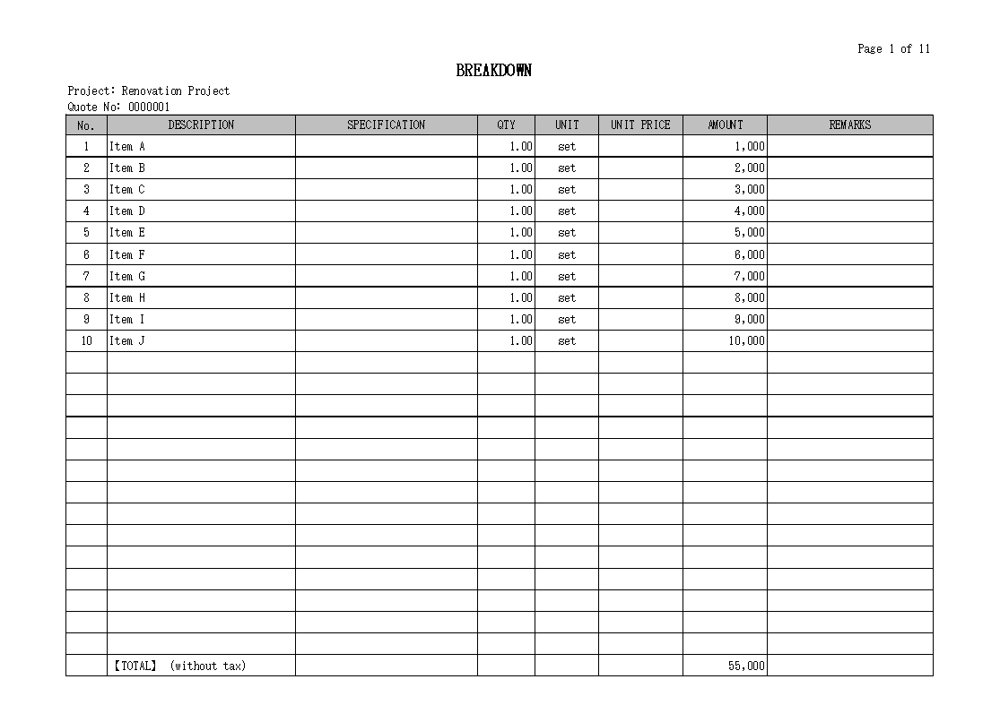 Page 1 of 11
BREAKDOWN
Project: Renovation Project
Quote No: 0000001
No. DESCRIPTION SPECIFICATION QTY UNIT UNIT PRICE AMOUNT REMARKS
1 Item A 1.00 set 1,000
2 Item B 1.00 set 2,000
3 Item C 1.00 set 3,000
4 Item D 1.00 set 4,000
5 Item E 1.00 set 5,000
6 Item F 1.00 set 6,000
7 Item G 1.00 set 7,000
8 Item H 1.00 set 8,000
9 Item I 1.00 set 9,000
10 Item J 1.00 set 10,000
【TOTAL】 (without tax) 55,000